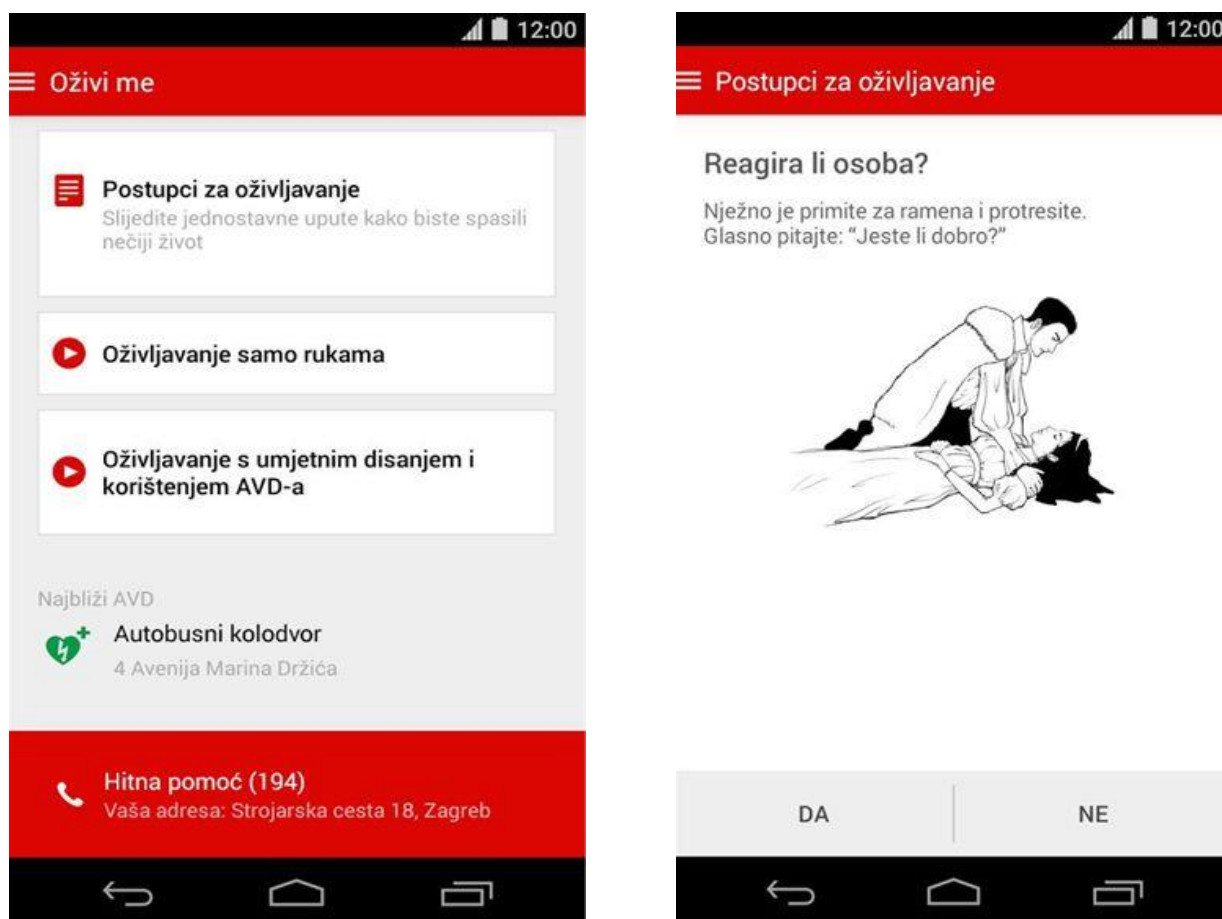 12:00
Oživi me
Postupci za oživljavanje
Slijedite jednostavne upute kako biste spasili
nečiji život
Oživljavanje samo rukama
Oživljavanje s umjetnim disanjem i
korištenjem AVD-a
Najbliži AVD
Autobusni kolodvor
4 Avenija Marina Držića
Hitna pomoć (194)
Vaša adresa: Strojarska cesta 18, Zagreb
12:00
Postupci za oživljavanje
Reagira li osoba?
Nježno je primite za ramena i protresite.
Glasno pitajte: “Jeste li dobro?”
DA
NE